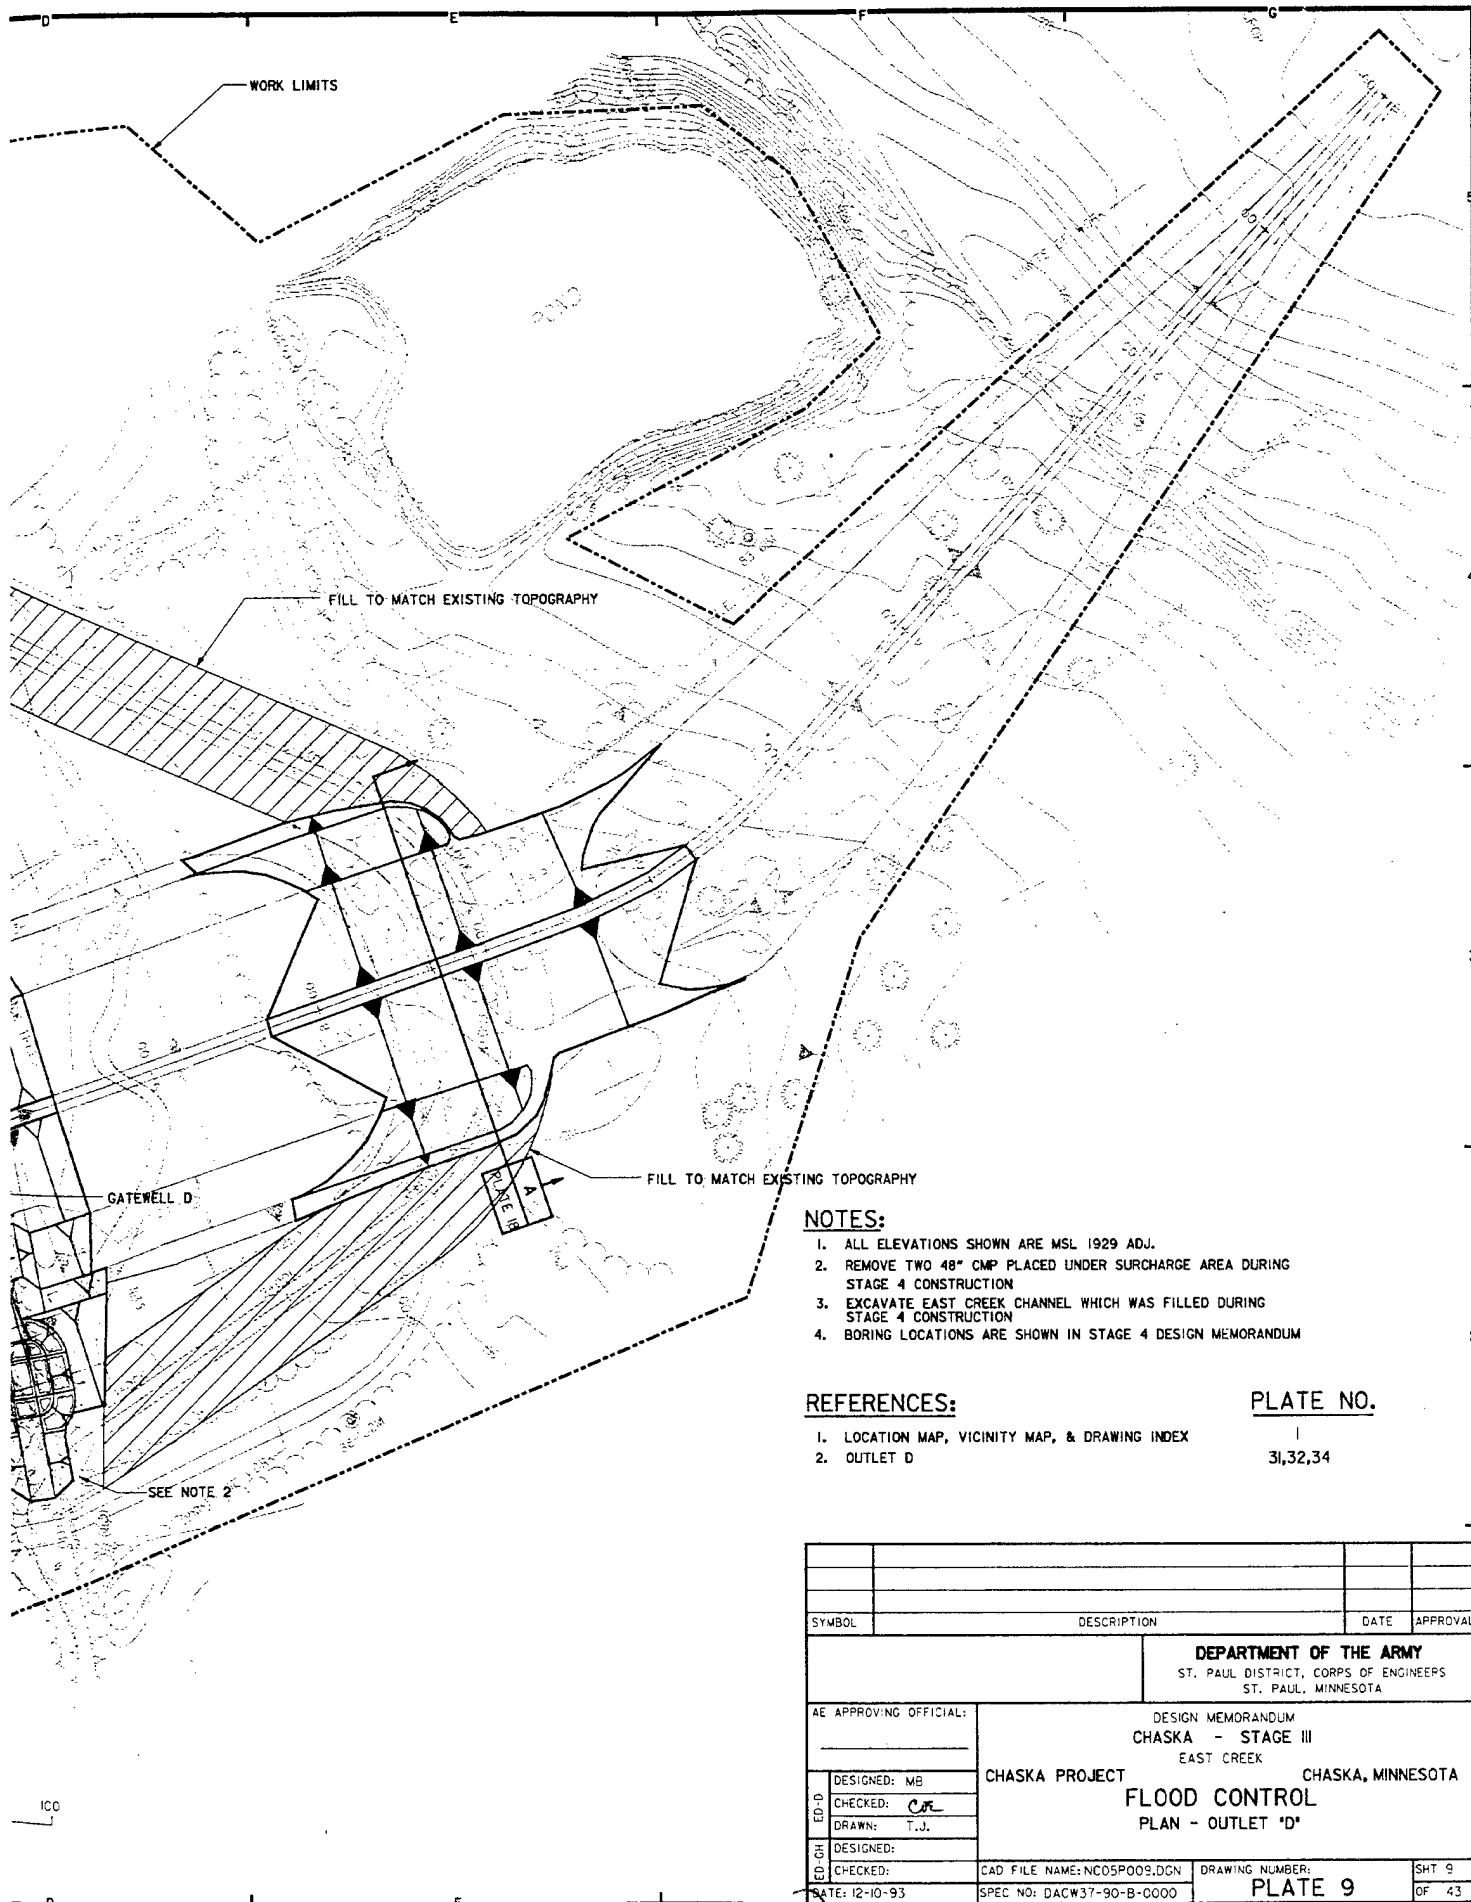 D E F G
WORK LIMITS
POND
FILL TO MATCH EXISTING TOPOGRAPHY
GATEWELL D
FILL TO MATCH EXISTING TOPOGRAPHY
A
PLATE 18
SEE NOTE 2
NOTES:
1. ALL ELEVATIONS SHOWN ARE MSL 1929 ADJ.
2. REMOVE TWO 48" CMP PLACED UNDER SURCHARGE AREA DURING
STAGE 4 CONSTRUCTION
3. EXCAVATE EAST CREEK CHANNEL WHICH WAS FILLED DURING
STAGE 4 CONSTRUCTION
4. BORING LOCATIONS ARE SHOWN IN STAGE 4 DESIGN MEMORANDUM
REFERENCES: PLATE NO.
1. LOCATION MAP, VICINITY MAP, & DRAWING INDEX 1
2. OUTLET D 31,32,34
SYMBOL DESCRIPTION DATE APPROVAL
DEPARTMENT OF THE ARMY
ST. PAUL DISTRICT, CORPS OF ENGINEERS
ST. PAUL, MINNESOTA
AE APPROVING OFFICIAL:
DESIGN MEMORANDUM
CHASKA - STAGE III
EAST CREEK
CHASKA PROJECT CHASKA, MINNESOTA
FLOOD CONTROL
PLAN - OUTLET "D"
ED-D
DESIGNED: MB
CHECKED:
DRAWN: T.J.
ED-GH
DESIGNED:
CHECKED:
DATE: 12-10-93
CAD FILE NAME: NC05P009.DGN
SPEC NO: DACW37-90-B-0000
DRAWING NUMBER:
PLATE 9
SHT 9
OF 43
100